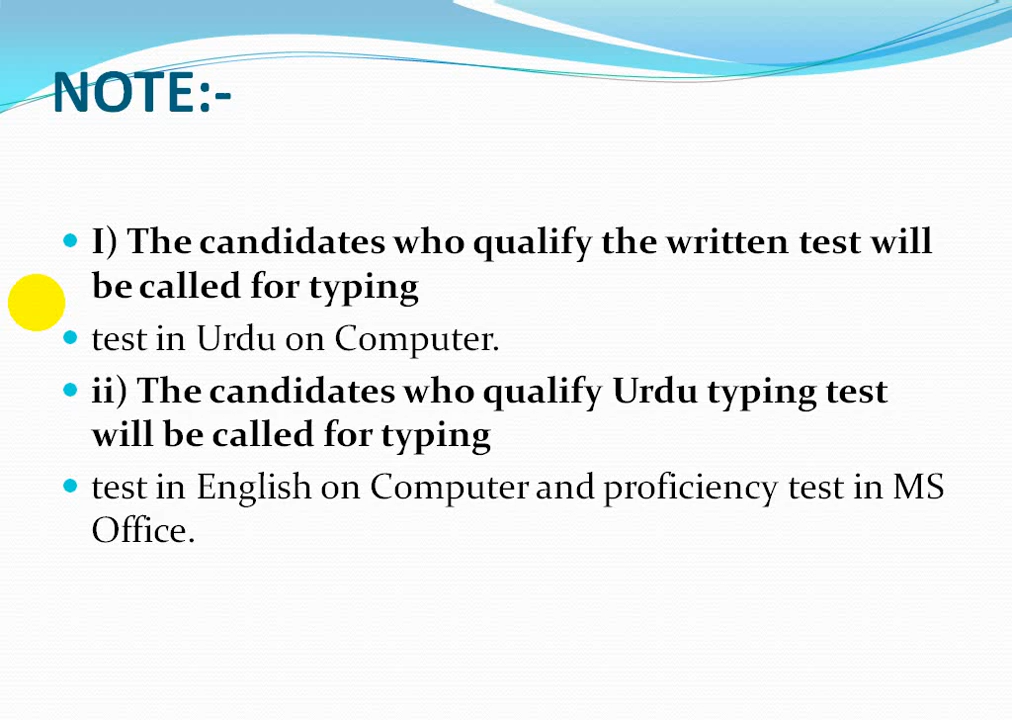 NOTE:-
I) The candidates who qualify the written test will
be called for typing
test in Urdu on Computer.
ii) The candidates who qualify Urdu typing test
will be called for typing
test in English on Computer and proficiency test in MS
Office.